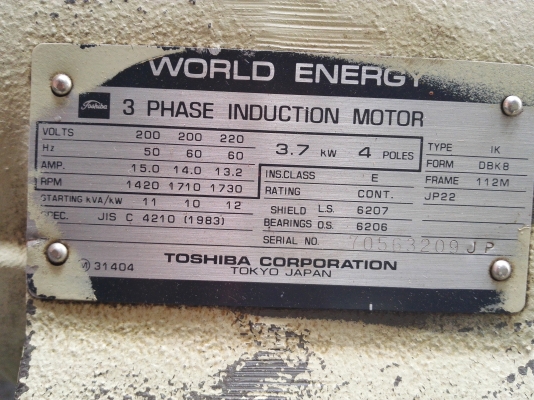 WORLD ENERGY
Toshiba 3 PHASE INDUCTION MOTOR
VOLTS 200 200 220
Hz 50 60 60
AMP. 15.0 14.0 13.2
RPM 1420 1710 1730
STARTING kVA/kW 11 10 12
SPEC. JIS C 4210 (1983)
3.7 kW 4 POLES
INS.CLASS E
RATING CONT.
SHIELD L.S. 6207
BEARINGS O.S. 6206
SERIAL NO. 70563209 JP
TYPE IK
FORM DBK8
FRAME 112M
JP22
M 31404
TOSHIBA CORPORATION
TOKYO JAPAN